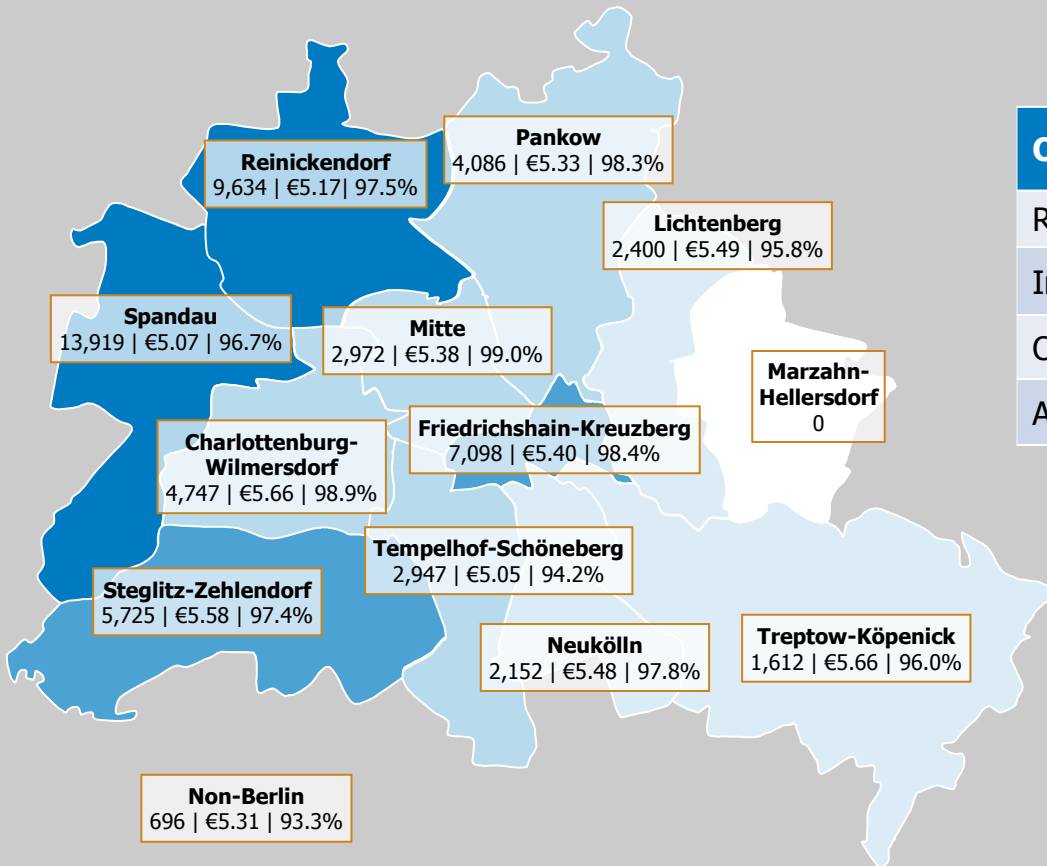 Pankow
4,086 | €5.33 | 98.3%
Reinickendorf
9,634 | €5.17| 97.5%
Lichtenberg
2,400 | €5.49 | 95.8%
Spandau
13,919 | €5.07 | 96.7%
Mitte
2,972 | €5.38 | 99.0%
Marzahn-
Hellersdorf
0
Charlottenburg-
Wilmersdorf
4,747 | €5.66 | 98.9%
Friedrichshain-Kreuzberg
7,098 | €5.40 | 98.4%
Tempelhof-Schöneberg
2,947 | €5.05 | 94.2%
Steglitz-Zehlendorf
5,725 | €5.58 | 97.4%
Neukölln
2,152 | €5.48 | 97.8%
Treptow-Köpenick
1,612 | €5.66 | 96.0%
Non-Berlin
696 | €5.31 | 93.3%